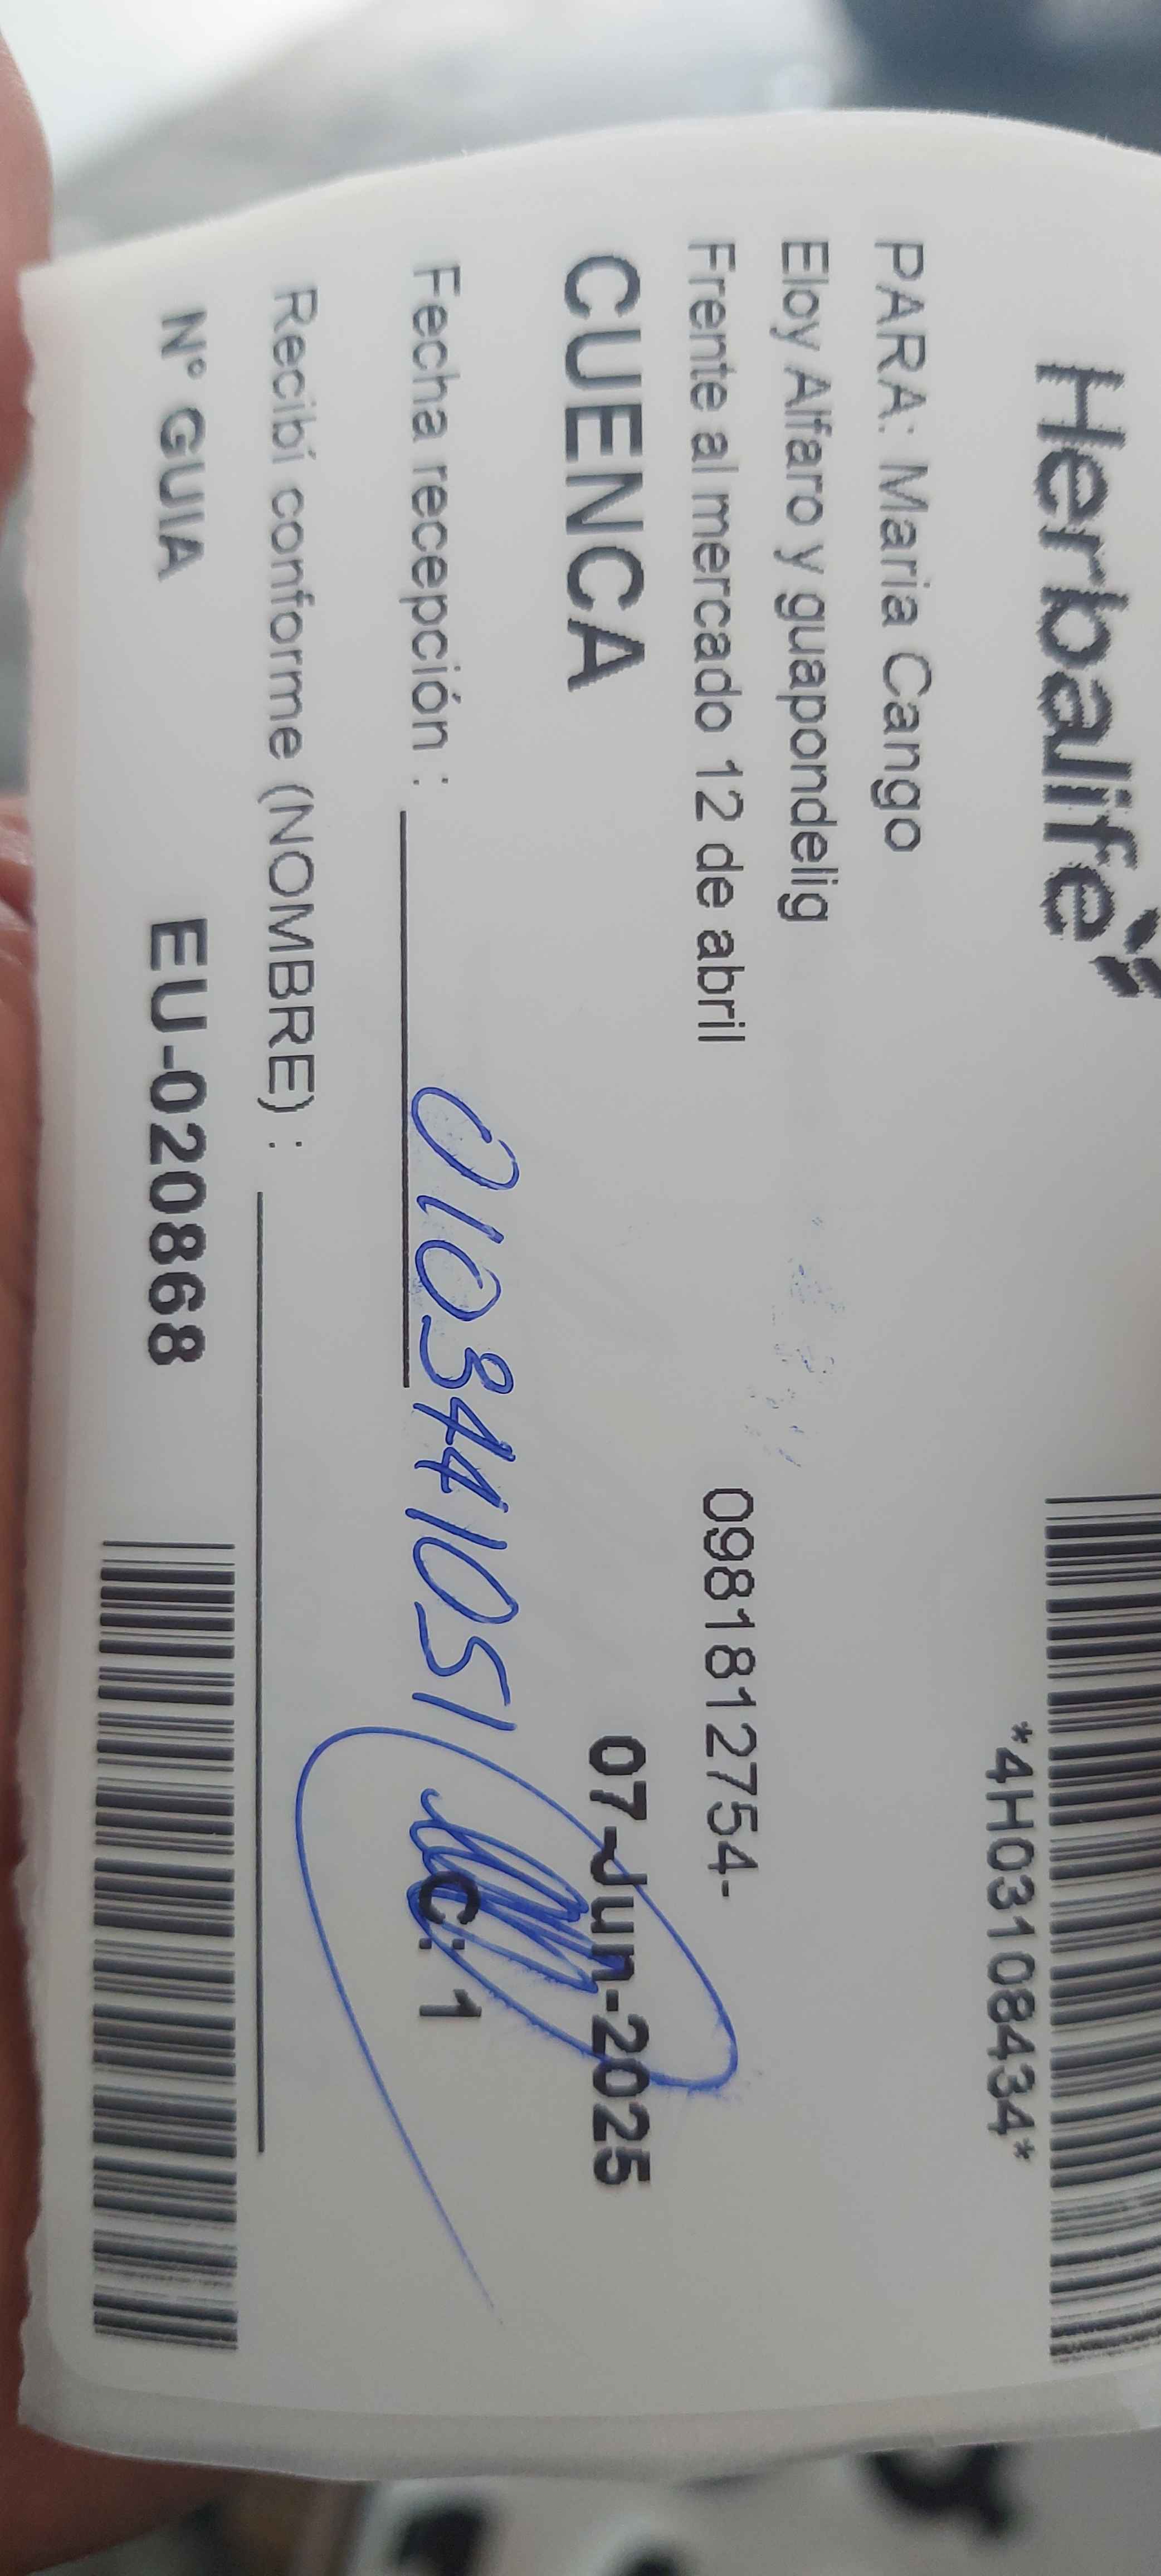 Herbalife
*4H03108434*
PARA: Maria Cango
Eloy Alfaro y guapondelig
Frente al mercado 12 de abril 0981812754-
CUENCA 07-Jun-2025
Fecha recepción : 0103441051 C: 1
Recibí conforme (NOMBRE) :
N° GUIA EU-020868